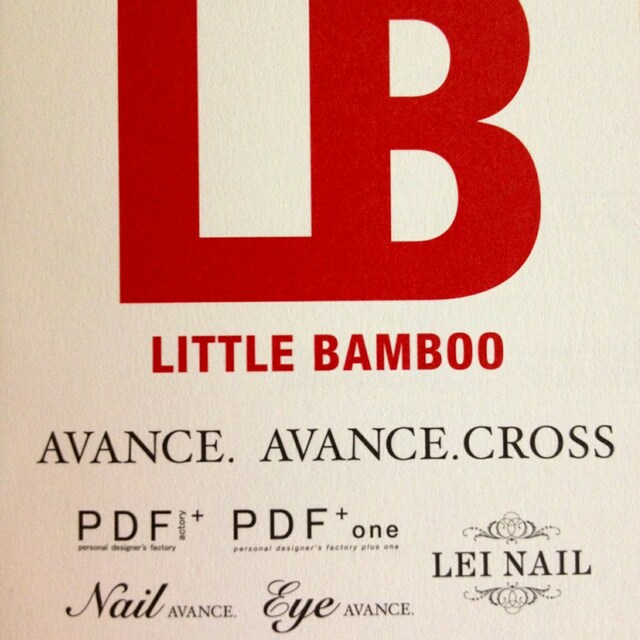 LB
LITTLE BAMBOO
AVANCE. AVANCE.CROSS
PDF+ actory PDF+ one
personal designer's factory personal designer's factory plus one
LEI NAIL
Nail AVANCE. Eye AVANCE.